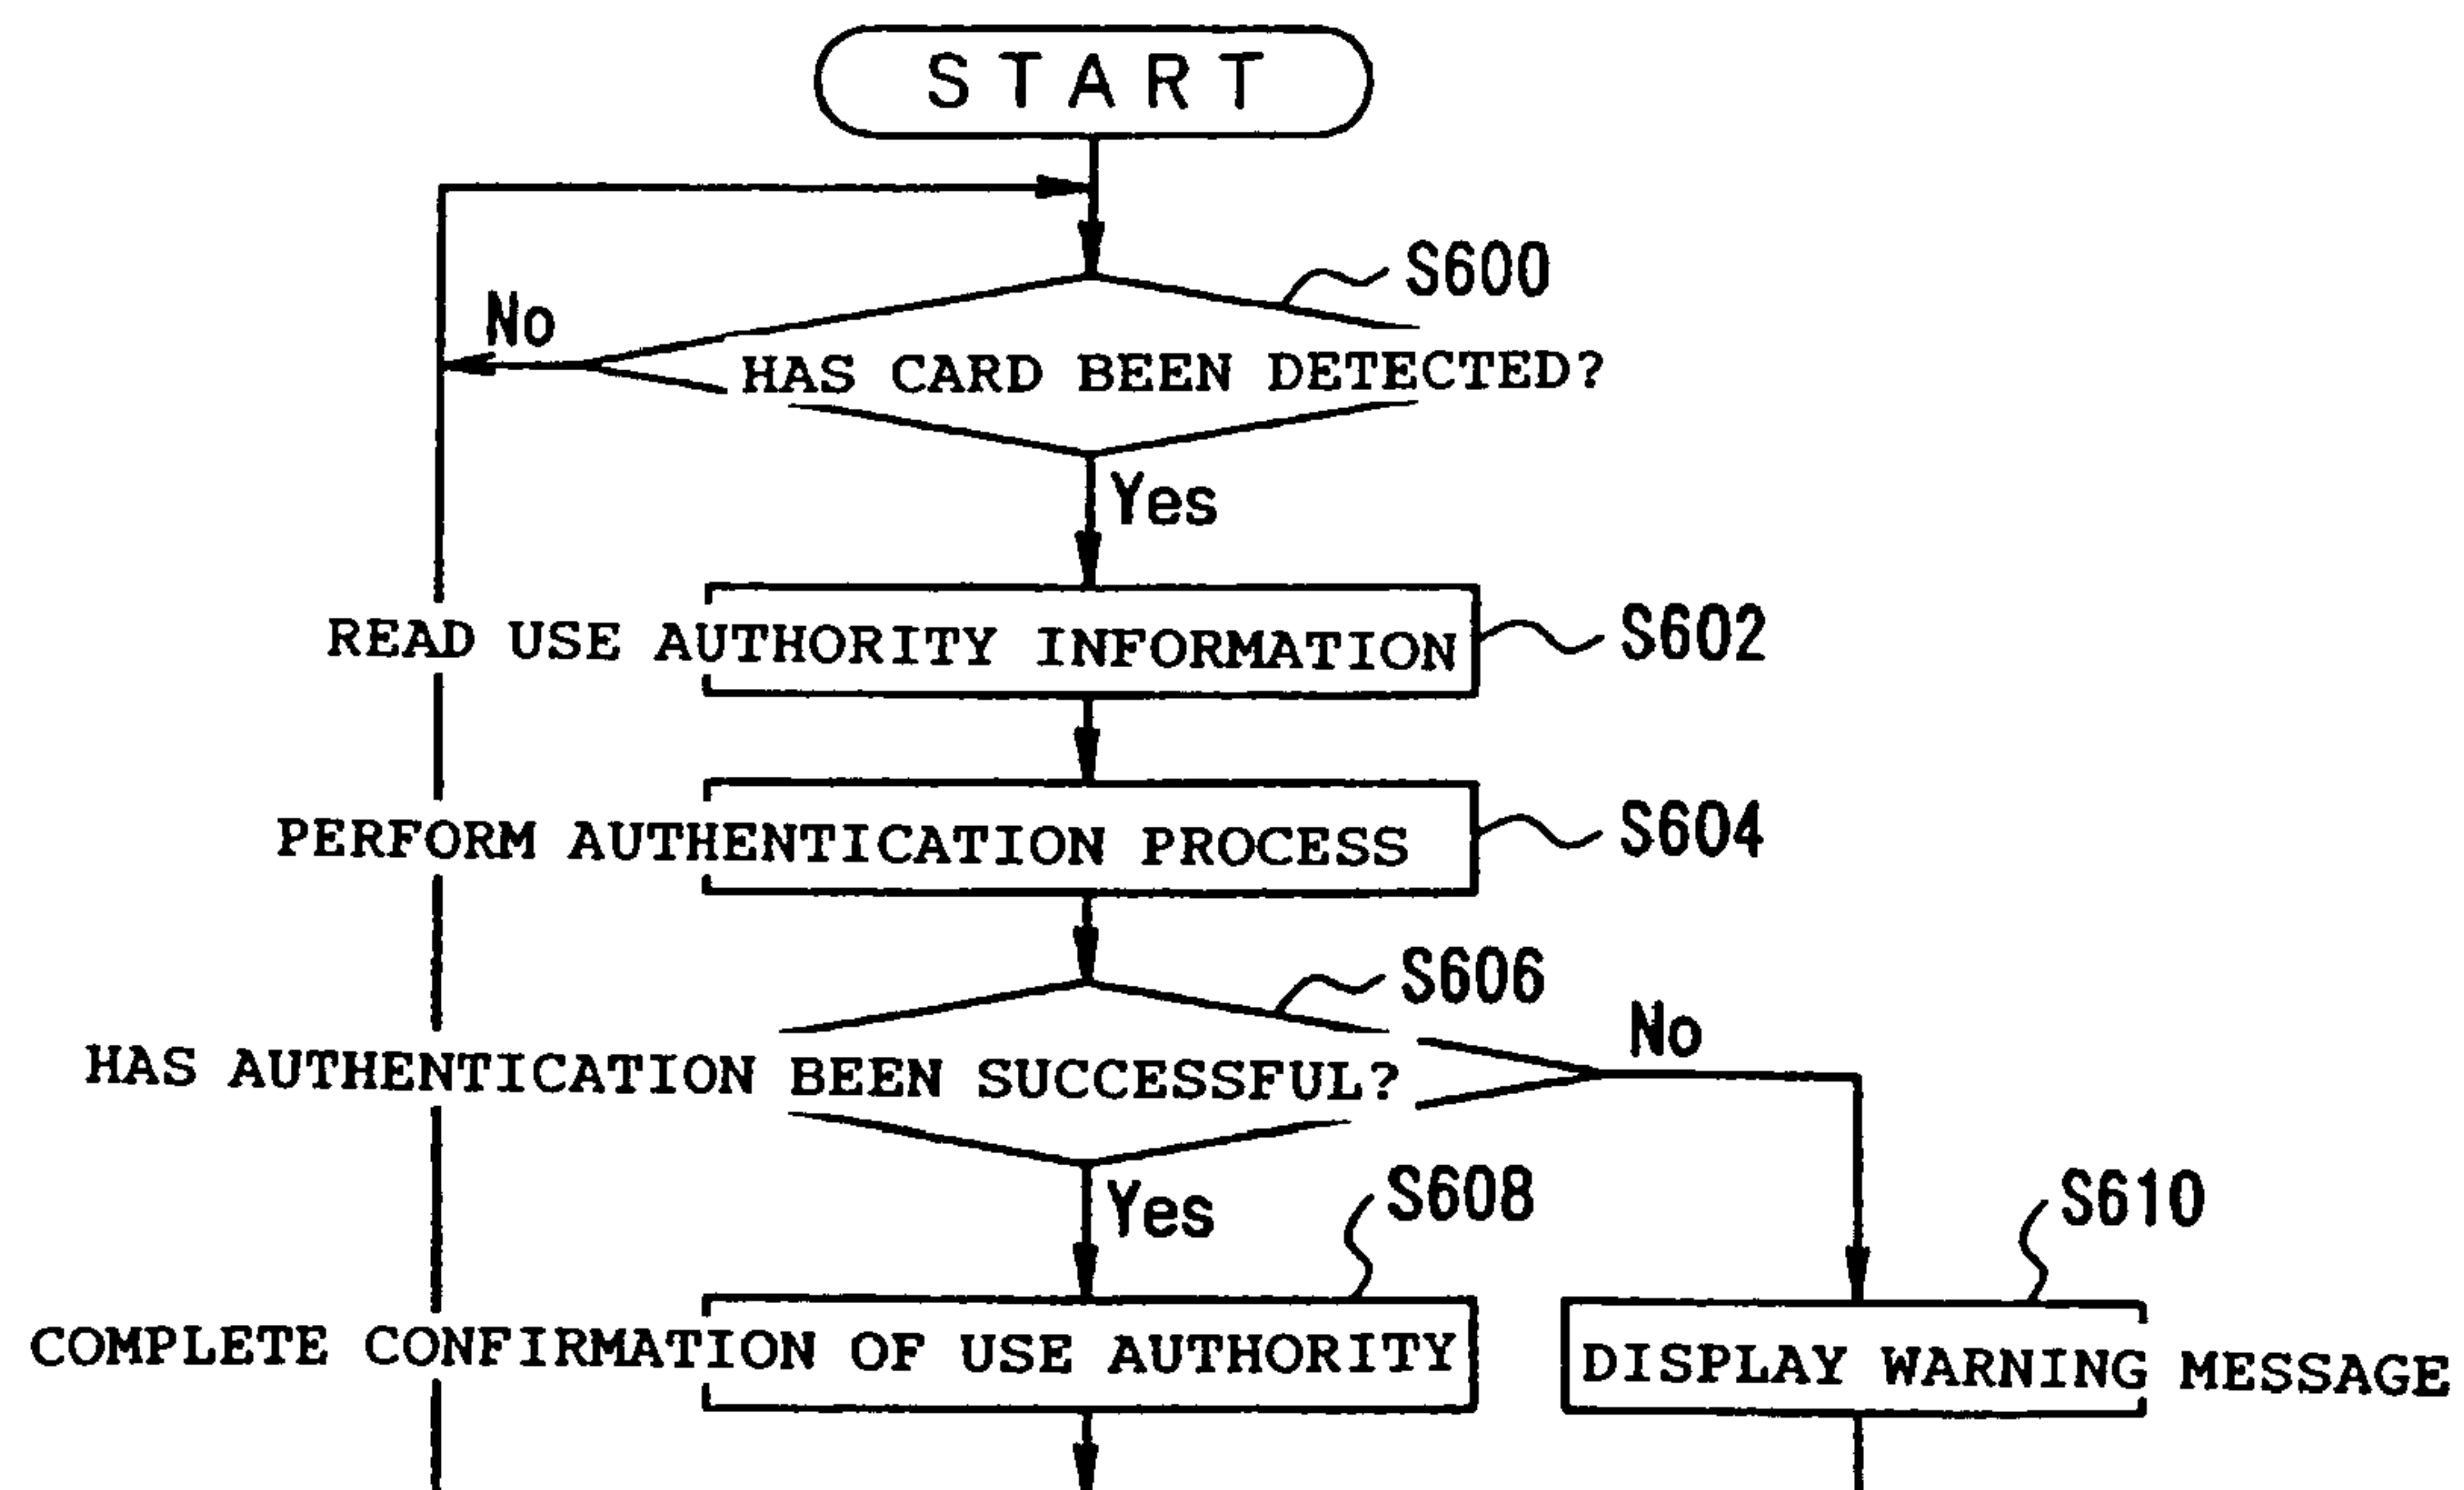 START
S600
No
HAS CARD BEEN DETECTED?
Yes
READ USE AUTHORITY INFORMATION
S602
PERFORM AUTHENTICATION PROCESS
S604
S606
No
HAS AUTHENTICATION BEEN SUCCESSFUL?
Yes
S608
S610
COMPLETE CONFIRMATION OF USE AUTHORITY
DISPLAY WARNING MESSAGE